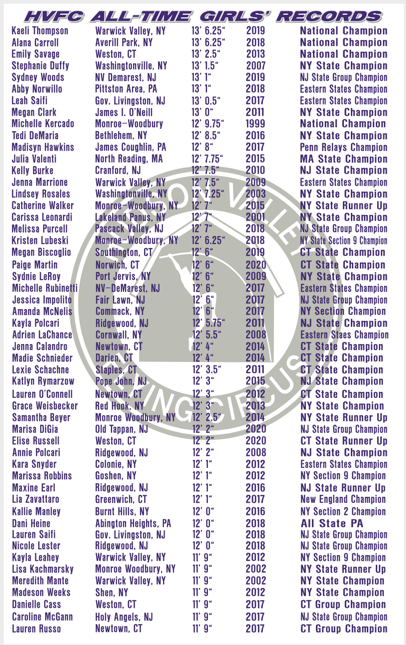 HVFC ALL-TIME GIRLS' RECORDS
Kaeli Thompson Warwick Valley, NY 13' 6.25" 2019 National Champion
Alana Carroll Averill Park, NY 13' 6.25" 2018 National Champion
Emily Savage Weston, CT 13' 2.5" 2013 National Champion
Stephanie Duffy Washingtonville, NY 13' 1.5" 2007 NY State Champion
Sydney Woods NV Demarest, NJ 13' 1" 2019 NJ State Group Champion
Abby Norwillo Pittston Area, PA 13' 1" 2018 Eastern States Champion
Leah Saifi Gov. Livingston, NJ 13' 0.5" 2017 Eastern States Champion
Megan Clark James I. O'Neill 13' 0" 2011 NY State Champion
Michelle Kercado Monroe-Woodbury 12' 9.75" 1999 National Champion
Tedi DeMaria Bethlehem, NY 12' 8.5" 2016 NY State Champion
Madisyn Hawkins James Coughlin, PA 12' 8" 2017 Penn Relays Champion
Julia Valenti North Reading, MA 12' 7.75" 2015 MA State Champion
Kelly Burke Cranford, NJ 12' 7.5" 2010 NJ State Champion
Jenna Marrione Warwick Valley, NY 12' 7.5" 2009 Eastern States Champion
Lindsey Rosales Washingtonville, NY 12' 7.25" 2003 NY State Champion
Catherine Walker Monroe-Woodbury, NY 12' 7" 2015 NY State Runner Up
Carissa Leonardi Lakeland Panus, NY 12' 7" 2001 NY State Champion
Melissa Purcell Pascack Valley, NJ 12' 7" 2018 NJ State Group Champion
Kristen Lubeski Monroe-Woodbury, NY 12' 6.25" 2018 NY State Section 9 Champion
Megan Biscoglio Southington, CT 12' 6" 2019 CT State Champion
Paige Martin Norwich, CT 12' 6" 2020 CT State Champion
Sydnie LeRoy Port Jervis, NY 12' 6" 2009 NY State Champion
Michelle Rubinetti NV-DeMarest, NJ 12' 6" 2017 Eastern States Champion
Jessica Impolito Fair Lawn, NJ 12' 6" 2017 NJ State Group Champion
Amanda McNelis Commack, NY 12' 6" 2017 NY Section Champion
Kayla Polcari Ridgewood, NJ 12' 5.75" 2011 NJ State Champion
Adrien LaChance Cornwall, NY 12' 5.5" 2008 Eastern Staes Champion
Jenna Calandro Newtown, CT 12' 4" 2014 CT State Champion
Madie Schnieder Darien, CT 12' 4" 2014 CT State Champion
Lexie Schachne Staples, CT 12' 3.5" 2011 CT State Champion
Katlyn Rymarzow Pope John, NJ 12' 3" 2015 NJ State Champion
Lauren O'Connell Newtown, CT 12' 3" 2012 CT State Champion
Grace Weisbecker Red Hook, NY 12' 3" 2013 NY State Champion
Samantha Beyer Monroe Woodbury, NY 12' 2.5" 2014 NY State Runner Up
Marisa DiGia Old Tappan, NJ 12' 2" 2020 NJ State Group Champion
Elise Russell Weston, CT 12' 2" 2020 CT State Runner Up
Annie Polcari Ridgewood, NJ 12' 2" 2008 NJ State Champion
Kara Snyder Colonie, NY 12' 1" 2012 Eastern States Champion
Marissa Robbins Goshen, NY 12' 1" 2012 NY Section 9 Champion
Maxine Earl Ridgewood, NJ 12' 1" 2016 NJ State Runner Up
Lia Zavattaro Greenwich, CT 12' 1" 2017 New England Champion
Kallie Manley Burnt Hills, NY 12' 0" 2016 NY Section 2 Champion
Dani Heine Abington Heights, PA 12' 0" 2018 All State PA
Lauren Saifi Gov. Livingston, NJ 12' 0" 2018 NJ State Group Champion
Nicole Lester Ridgewood, NJ 12' 0" 2018 NJ State Group Champion
Kayla Leahey Warwick Valley, NY 11' 9" 2012 NY Section 9 Champion
Lisa Kachmarsky Monroe Woodbury, NY 11' 9" 2002 NY State Runner Up
Meredith Mante Warwick Valley, NY 11' 9" 2002 NY State Champion
Madeson Weeks Shen, NY 11' 9" 2012 NY State Champion
Danielle Cass Weston, CT 11' 9" 2017 CT Group Champion
Caroline McGann Holy Angels, NJ 11' 9" 2017 NJ State Group Champion
Lauren Russo Newtown, CT 11' 9" 2017 CT Group Champion